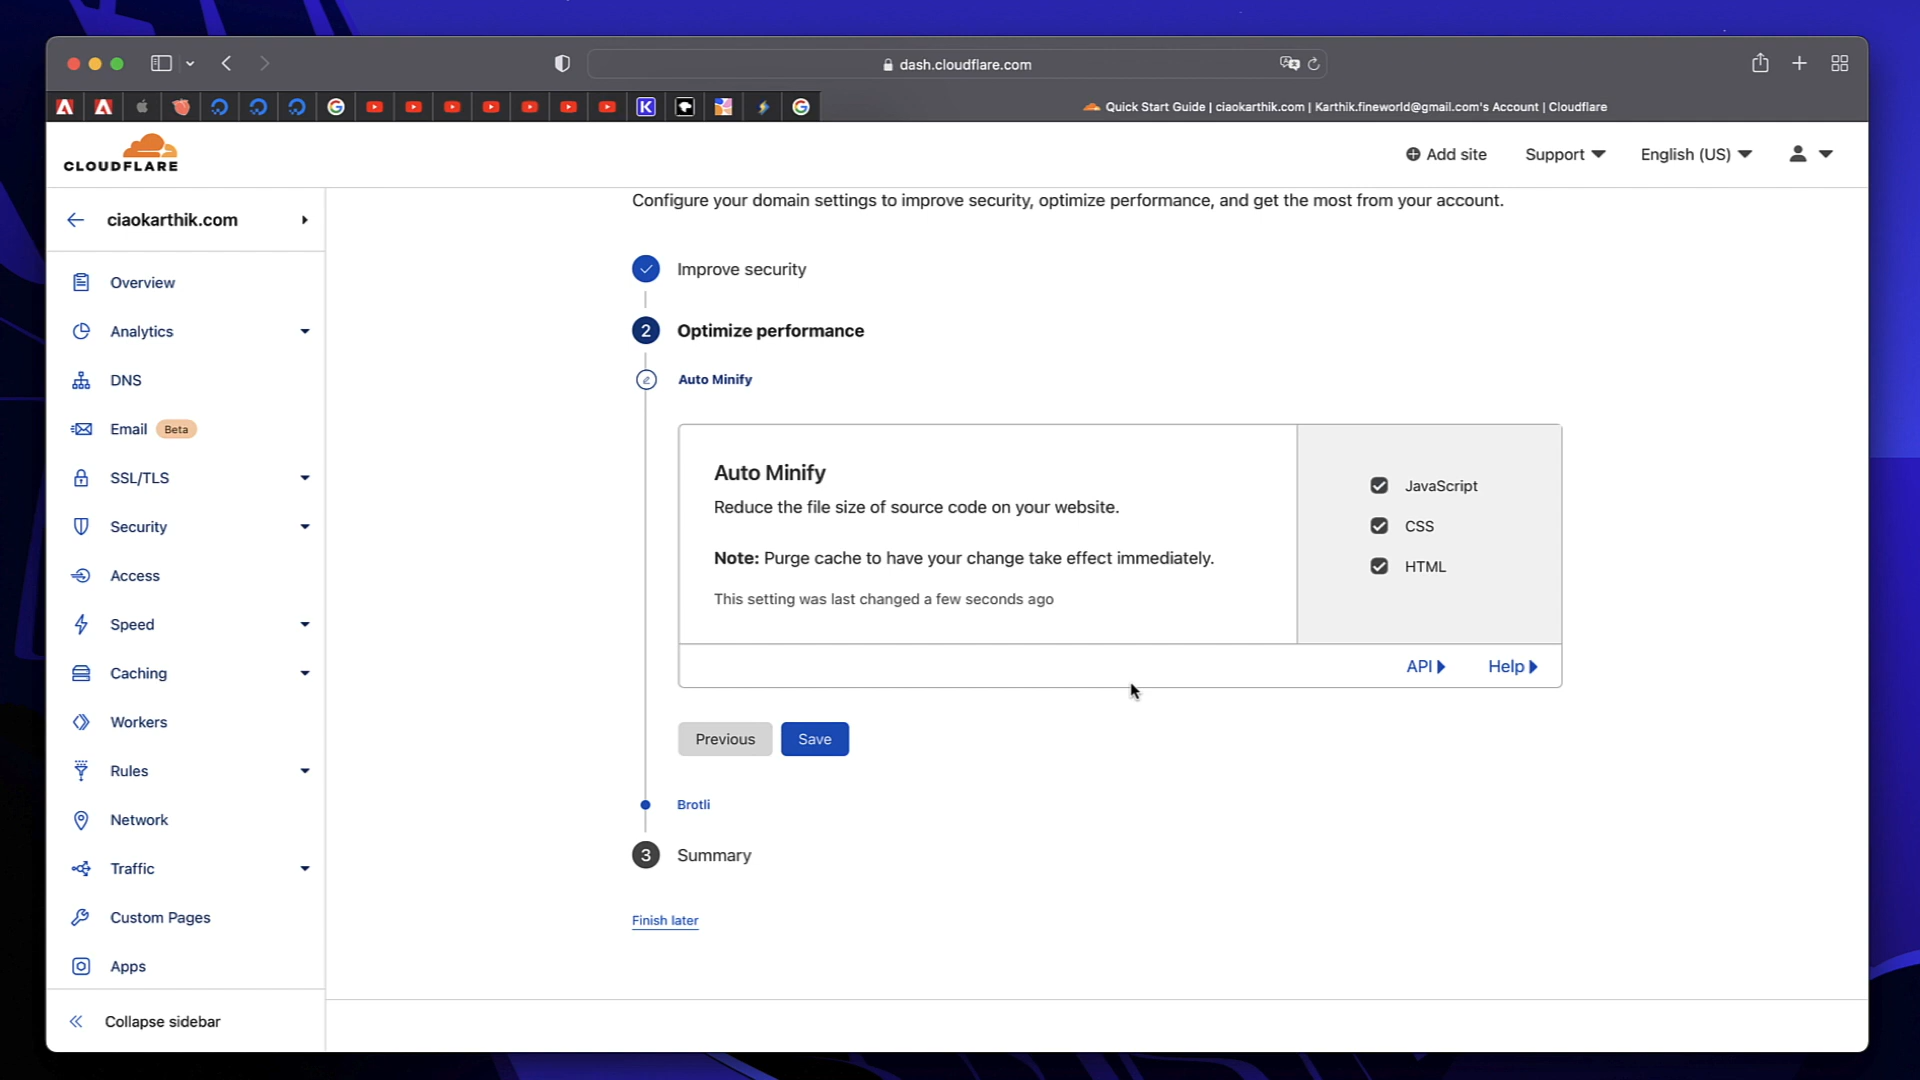 dash.cloudflare.com
Quick Start Guide | ciaokarthik.com | Karthik.fineworld@gmail.com's Account | Cloudflare
CLOUDFLARE
Add site
Support
English (US)
ciaokarthik.com
Overview
Analytics
DNS
Email Beta
SSL/TLS
Security
Access
Speed
Caching
Workers
Rules
Network
Traffic
Custom Pages
Apps
Collapse sidebar
Configure your domain settings to improve security, optimize performance, and get the most from your account.
Improve security
2 Optimize performance
Auto Minify
Auto Minify
Reduce the file size of source code on your website.
Note: Purge cache to have your change take effect immediately.
This setting was last changed a few seconds ago
JavaScript
CSS
HTML
API
Help
Previous
Save
Brotli
3 Summary
Finish later